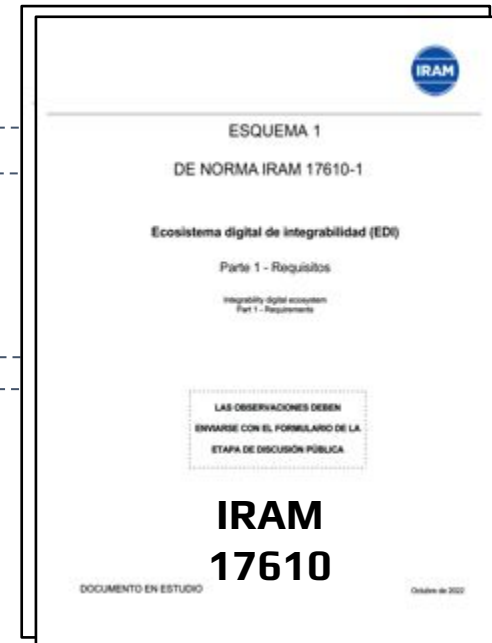 IRAM
ESQUEMA 1
DE NORMA IRAM 17610-1
Ecosistema digital de integrabilidad (EDI)
Parte 1 - Requisitos
Integrability digital ecosystem
Part 1 - Requirements
LAS OBSERVACIONES DEBEN
ENVIARSE CON EL FORMULARIO DE LA
ETAPA DE DISCUSIÓN PÚBLICA
IRAM
17610
DOCUMENTO EN ESTUDIO
Octubre de 2022